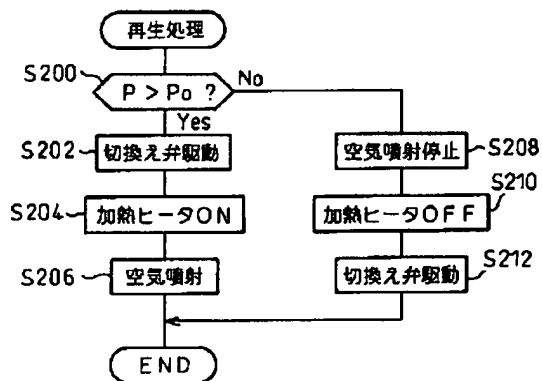 再生処理
S200
P > Po ?
No
Yes
S202
切換え弁駆動
S204
加熱ヒータON
S206
空気噴射
空気噴射停止
S208
加熱ヒータOFF
S210
切換え弁駆動
S212
END